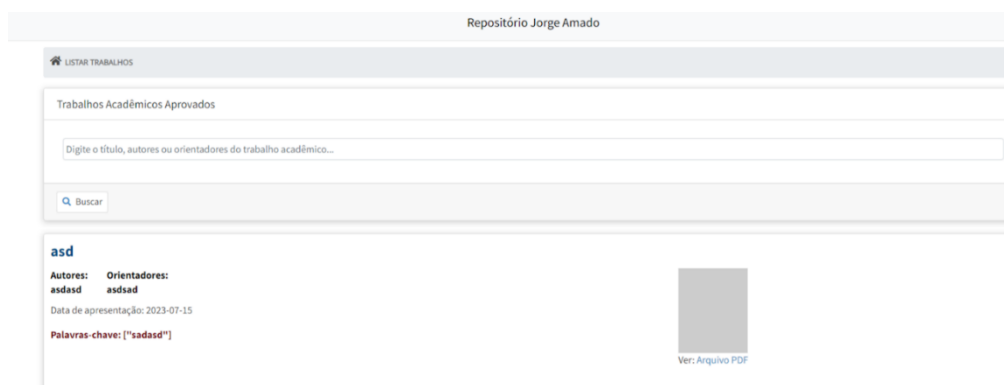 Repositório Jorge Amado
LISTAR TRABALHOS
Trabalhos Acadêmicos Aprovados
Digite o título, autores ou orientadores do trabalho acadêmico...
Buscar
asd
Autores: Orientadores:
asdasd asdsad
Data de apresentação: 2023-07-15
Palavras-chave: ["sadasd"]
Ver: Arquivo PDF